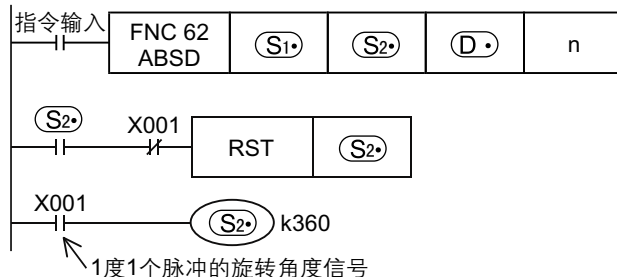 指令输入
FNC 62 ABSD S1• S2• D• n
S2• X001 RST S2•
X001 S2• k360
1度1个脉冲的旋转角度信号